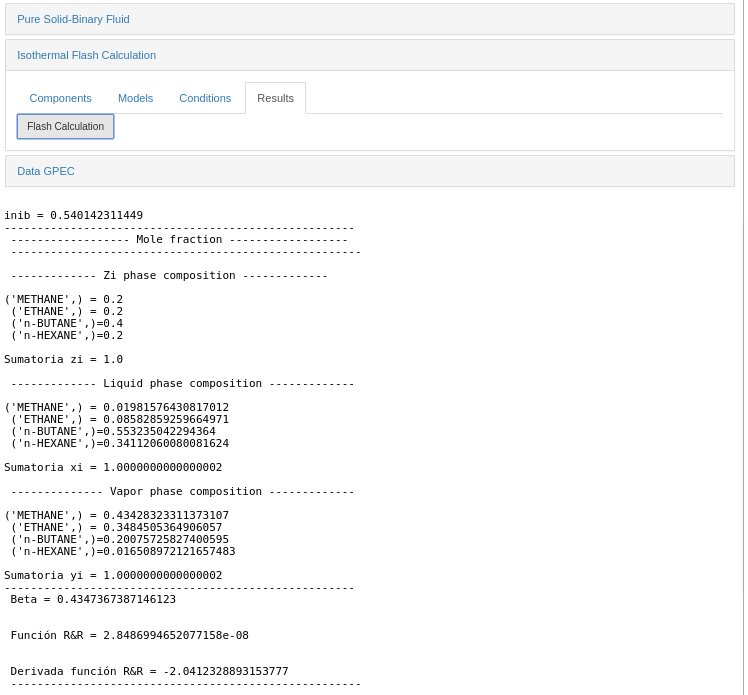 Pure Solid-Binary Fluid
Isothermal Flash Calculation
Components Models Conditions Results
Flash Calculation
Data GPEC
inib = 0.540142311449
-----------------------------------------------------
------------------ Mole fraction ------------------
-----------------------------------------------------
------------- Zi phase composition -------------
('METHANE',) = 0.2
('ETHANE',) = 0.2
('n-BUTANE',)=0.4
('n-HEXANE',)=0.2
Sumatoria zi = 1.0
------------- Liquid phase composition -------------
('METHANE',) = 0.01981576430817012
('ETHANE',) = 0.08582859259664971
('n-BUTANE',)=0.553235042294364
('n-HEXANE',)=0.34112060080081624
Sumatoria xi = 1.0000000000000002
-------------- Vapor phase composition -------------
('METHANE',) = 0.43428323311373107
('ETHANE',) = 0.3484505364906057
('n-BUTANE',)=0.20075725827400595
('n-HEXANE',)=0.016508972121657483
Sumatoria yi = 1.0000000000000002
-----------------------------------------------------
Beta = 0.4347367387146123
Función R&R = 2.8486994652077158e-08
Derivada función R&R = -2.0412328893153777
-----------------------------------------------------